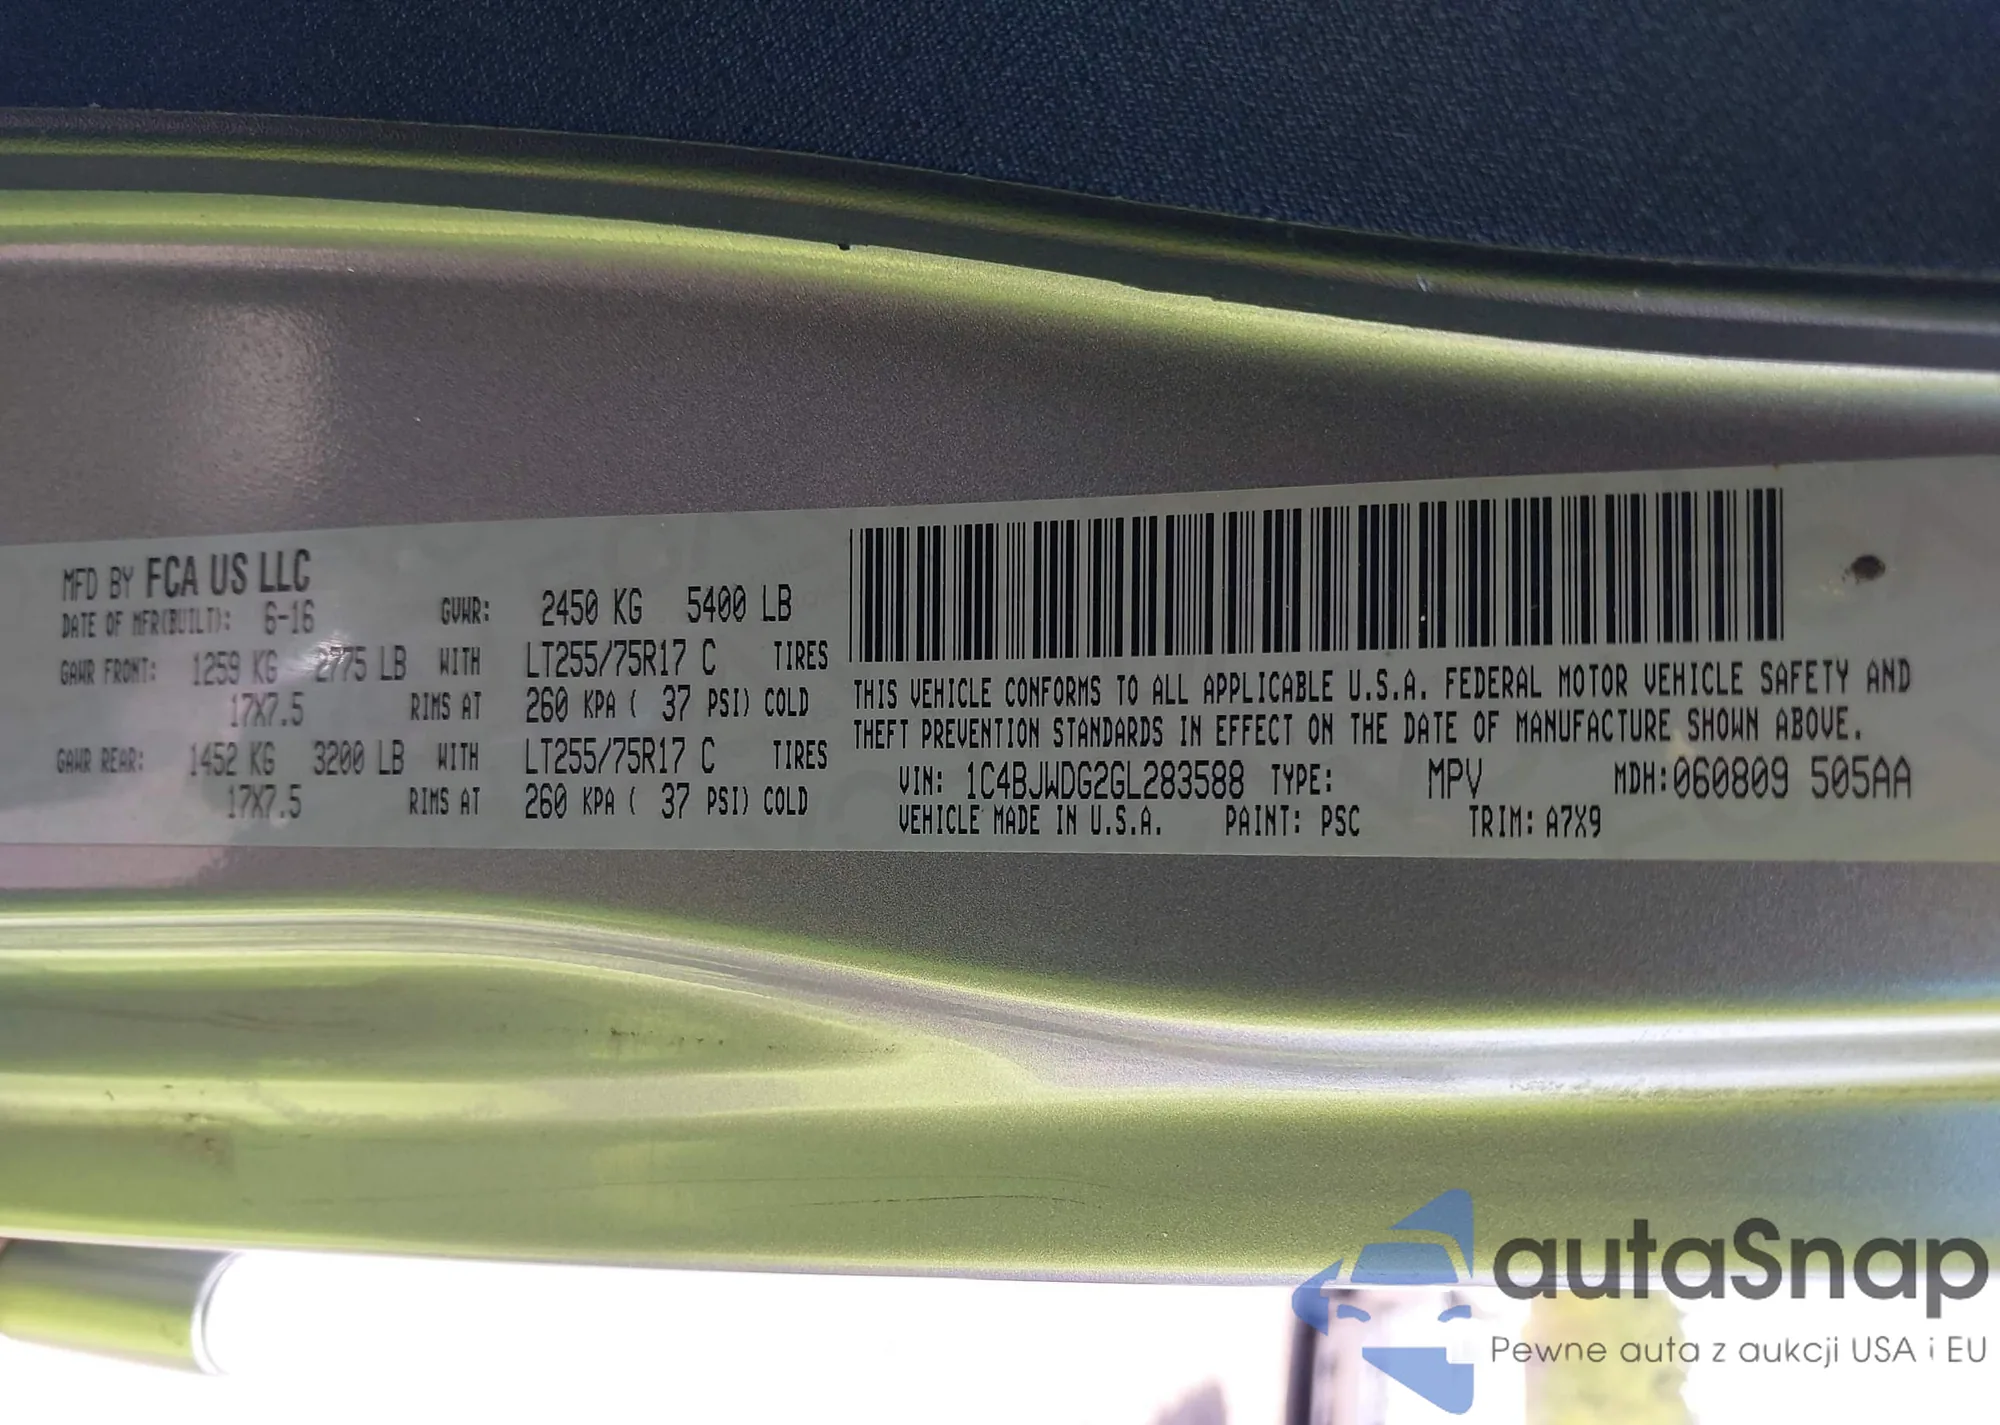 MFD BY FCA US LLC
DATE OF MFR(BUILT): 6-16 GVWR: 2450 KG 5400 LB
GAWR FRONT: 1259 KG 2775 LB WITH LT255/75R17 C TIRES
17X7.5 RIMS AT 260 KPA ( 37 PSI) COLD
GAWR REAR: 1452 KG 3200 LB WITH LT255/75R17 C TIRES
17X7.5 RIMS AT 260 KPA ( 37 PSI) COLD
THIS VEHICLE CONFORMS TO ALL APPLICABLE U.S.A. FEDERAL MOTOR VEHICLE SAFETY AND
THEFT PREVENTION STANDARDS IN EFFECT ON THE DATE OF MANUFACTURE SHOWN ABOVE.
VIN: 1C4BJWDG2GL283588 TYPE: MPV MDH:060809 505AA
VEHICLE MADE IN U.S.A. PAINT: PSC TRIM: A7X9
autaSnap
Pewne auta z aukcji USA i EU